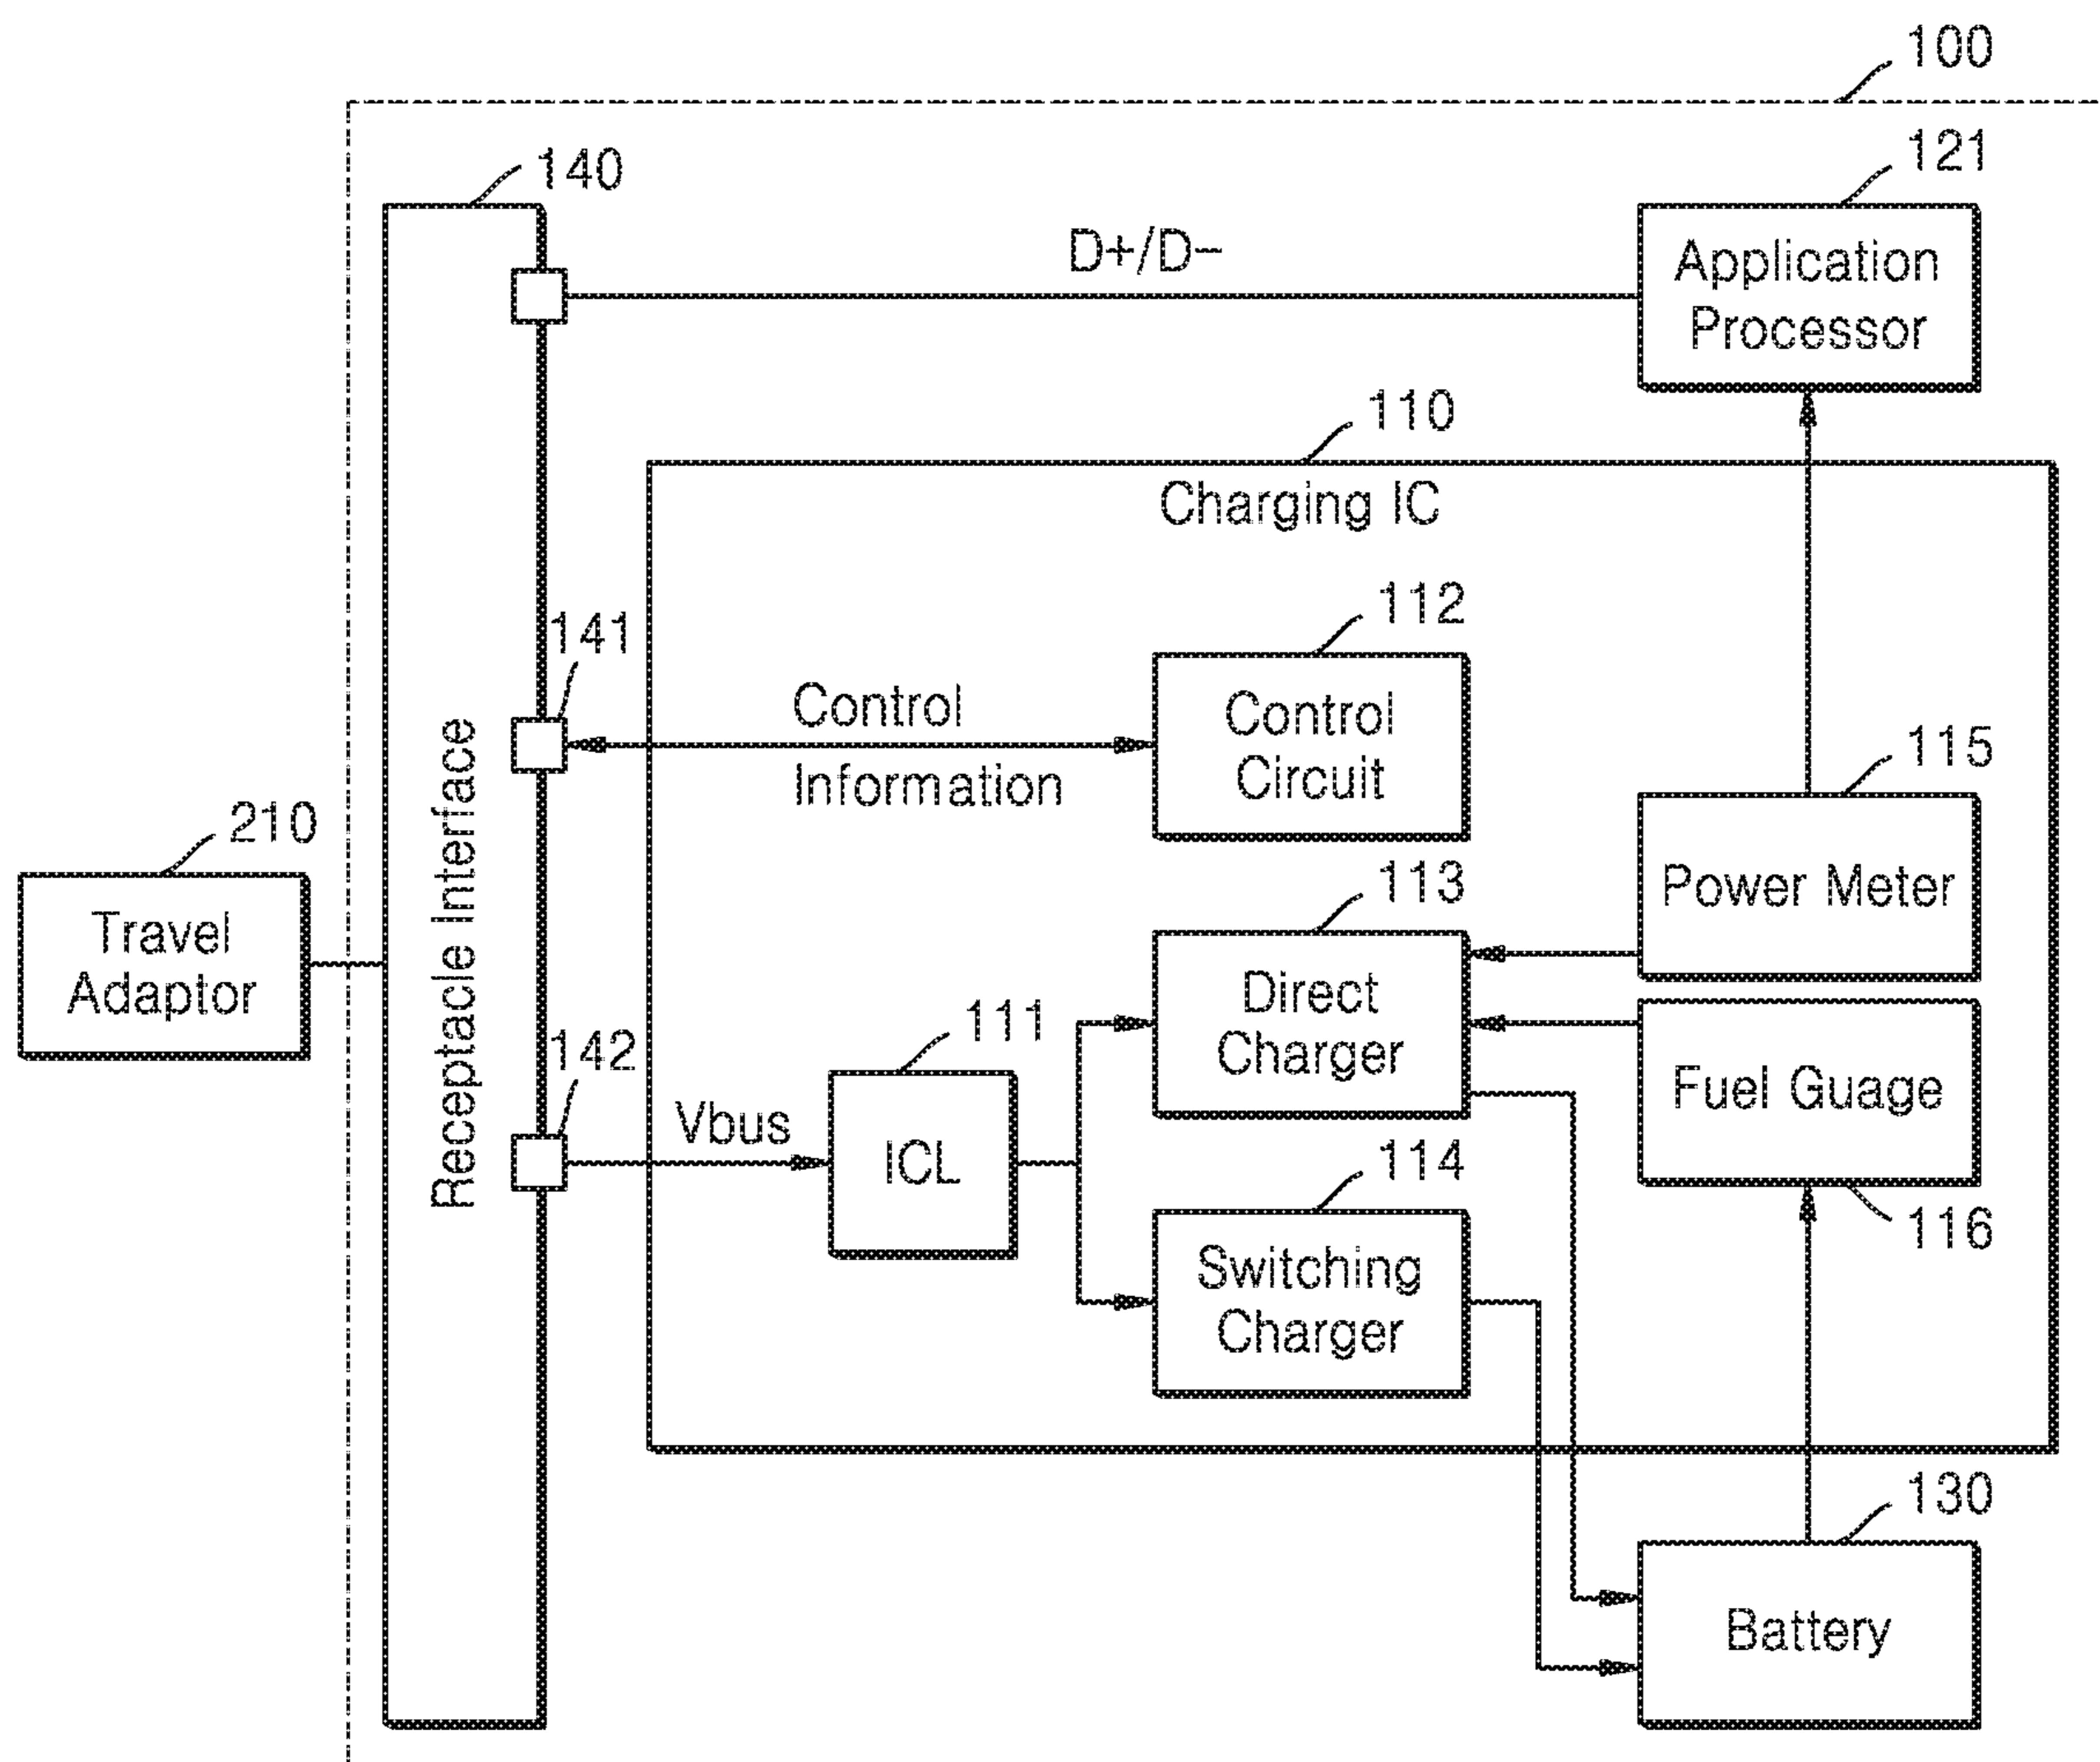 100
140
121
D+/D-
Application
Processor
110
Charging IC
112
141
Control
Information
Control
Circuit
115
Power Meter
210
Travel
Adaptor
Receptacle Interface
113
Direct
Charger
111
142
Vbus
ICL
Fuel Guage
114
116
Switching
Charger
130
Battery